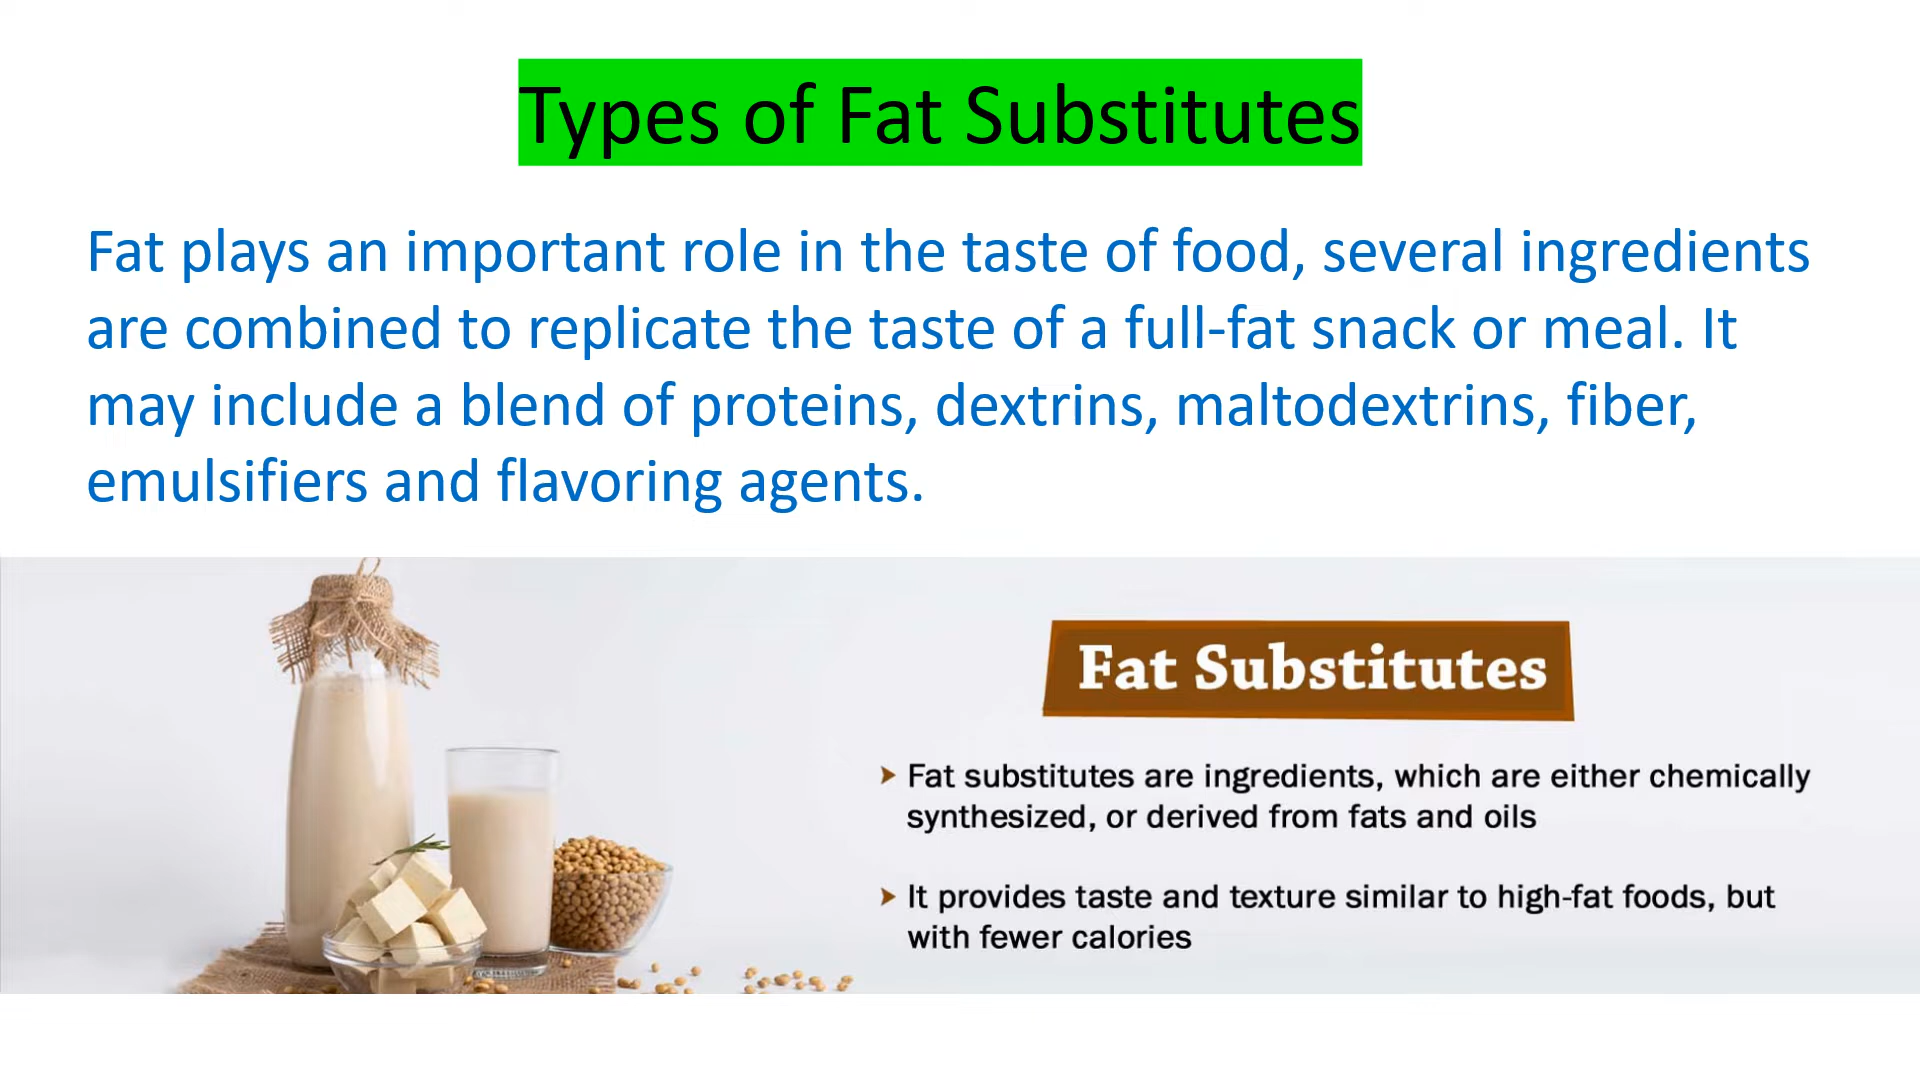 Types of Fat Substitutes
Fat plays an important role in the taste of food, several ingredients
are combined to replicate the taste of a full-fat snack or meal. It
may include a blend of proteins, dextrins, maltodextrins, fiber,
emulsifiers and flavoring agents.
Fat Substitutes
➤ Fat substitutes are ingredients, which are either chemically
synthesized, or derived from fats and oils
➤ It provides taste and texture similar to high-fat foods, but
with fewer calories